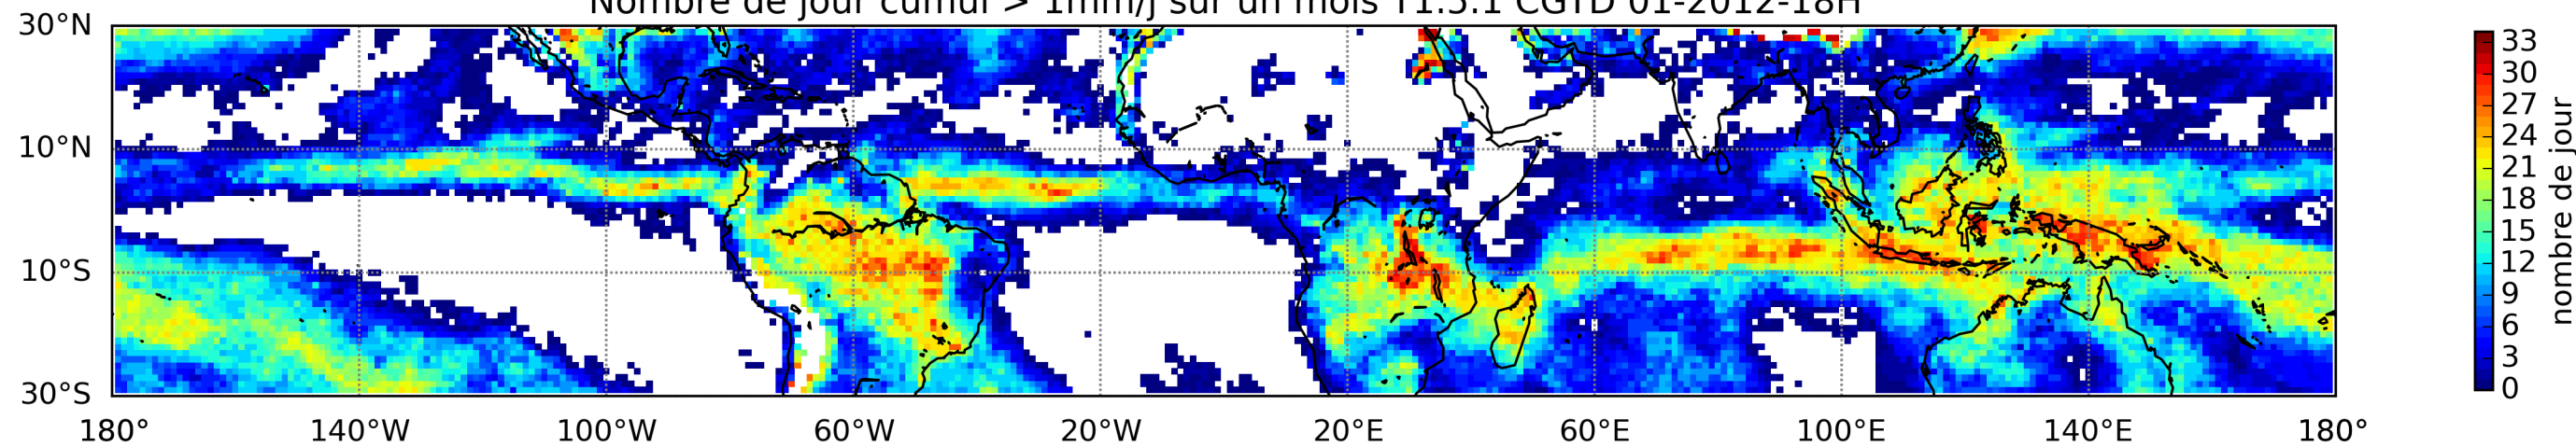 Nombre de jour cumul > 1mm/j sur un mois T1.5.1 CGTD 01-2012-18H
30°N
10°N
10°S
30°S
180° 140°W 100°W 60°W 20°W 20°E 60°E 100°E 140°E 180°
33
30
27
24
21
18
15
12
9
6
3
0
nombre de jour